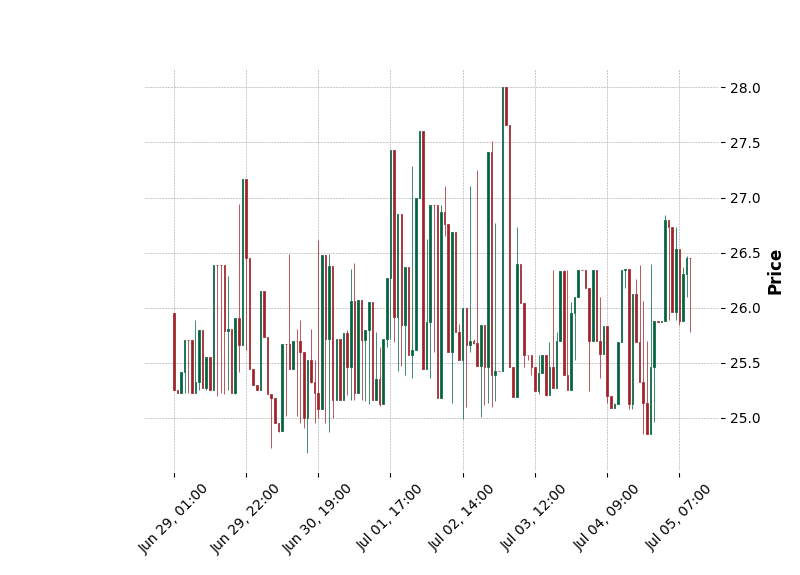 28.0
27.5
27.0
26.5
26.0
25.5
25.0
Price
Jun 29, 01:00
Jun 29, 22:00
Jun 30, 19:00
Jul 01, 17:00
Jul 02, 14:00
Jul 03, 12:00
Jul 04, 09:00
Jul 05, 07:00